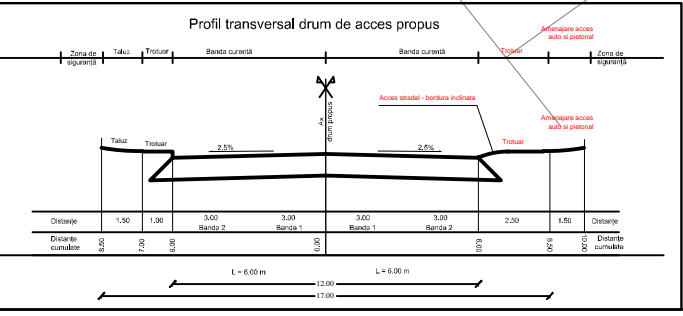 Profil transversal drum de acces propus
Amenajare acces
auto si pietonal
Zona de
siguranță
Taluz
Trotuar
Banda curentă
Banda curentă
Trotuar
Zona de
siguranță
Ax
drum propus
Acces stradal - bordura inclinata
Amenajare acces
auto si pietonal
Taluz
Trotuar
2.5%
2.5%
Trotuar
Distanțe
1.50
1.00
3.00
3.00
3.00
3.00
2.50
1.50
Distanțe
Banda 2
Banda 1
Banda 1
Banda 2
Distanțe
cumulate
8.50
7.00
6.00
0.00
6.00
8.50
10.00
Distanțe
cumulate
L = 6.00 m
L = 6.00 m
12.00
17.00